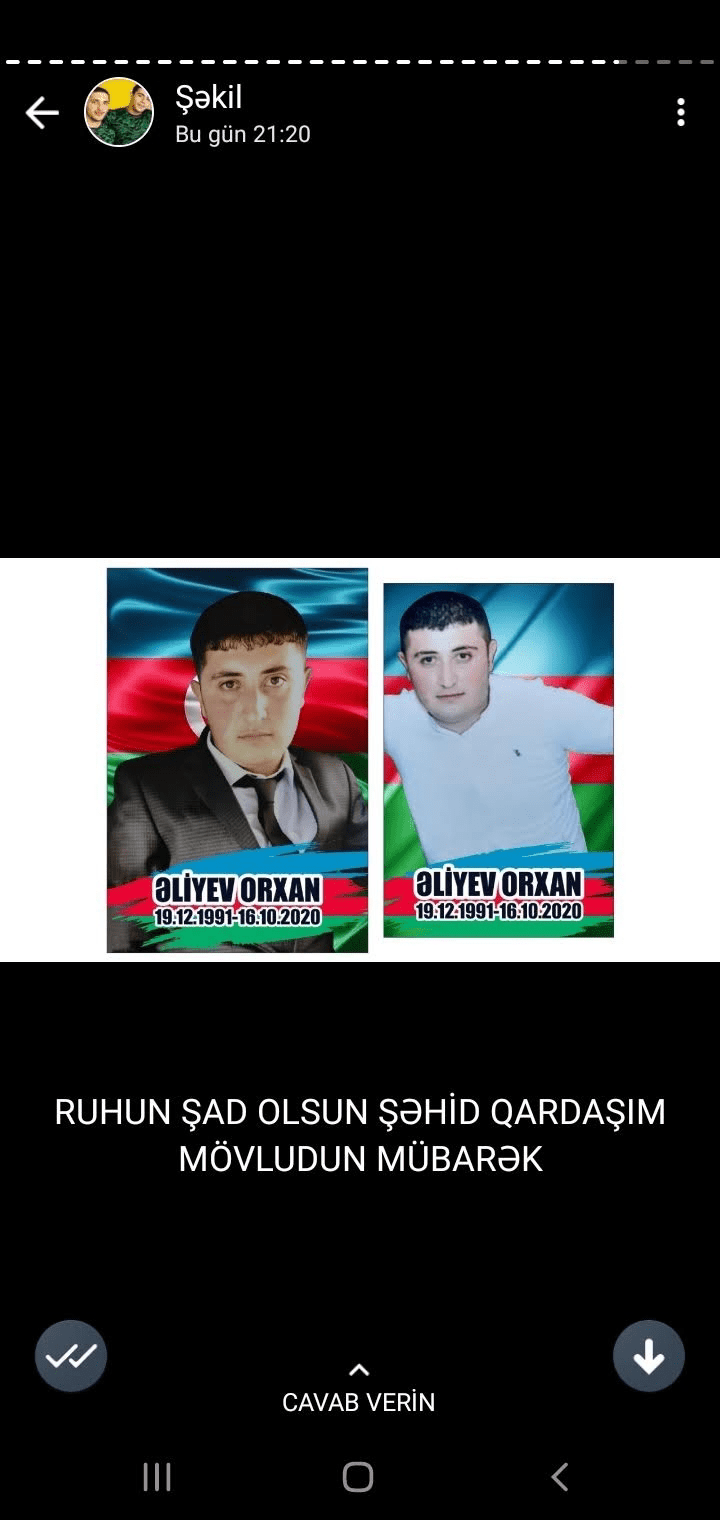 Şəkil
Bu gün 21:20
ƏLİYEV ORXAN
19.12.1991-16.10.2020
ƏLİYEV ORXAN
19.12.1991-16.10.2020
RUHUN ŞAD OLSUN ŞƏHİD QARDAŞIM
MÖVLUDUN MÜBARƏK
CAVAB VERİN